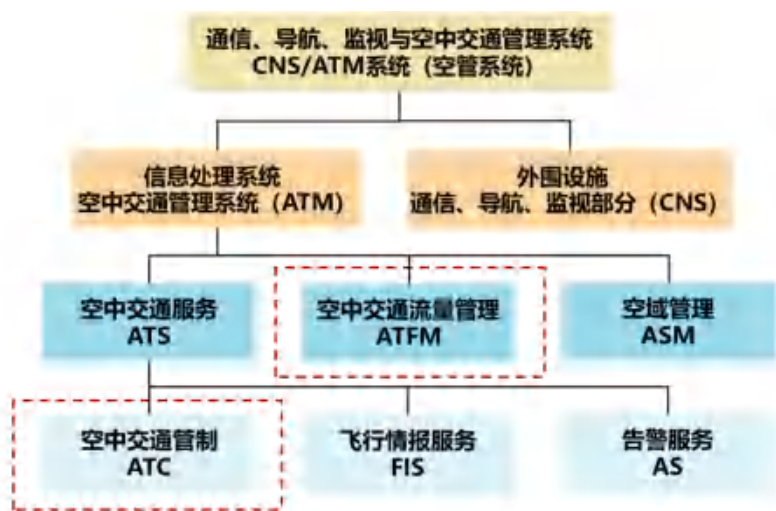 通信、导航、监视与空中交通管理系统
CNS/ATM系统（空管系统）
信息处理系统
空中交通管理系统（ATM）
外围设施
通信、导航、监视部分（CNS）
空中交通服务
ATS
空中交通流量管理
ATFM
空域管理
ASM
空中交通管制
ATC
飞行情报服务
FIS
告警服务
AS